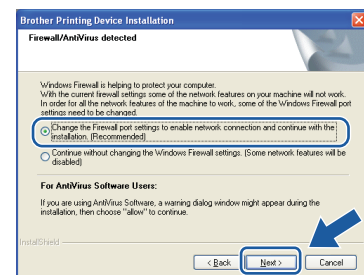 Brother Printing Device Installation
Firewall/AntiVirus detected
Windows Firewall is helping to protect your computer.
With the current firewall settings some of the network features on your machine will not work.
In order for all the network features of the machine to work, some of the Windows Firewall port
settings need to be changed.
Change the Firewall port settings to enable network connection and continue with the
installation. (Recommended)
Continue without changing the Windows Firewall settings. (Some network features will be
disabled)
For AntiVirus Software Users:
If you are using AntiVirus Software, a warning dialog window might appear during the
installation, then choose "allow" to continue.
InstallShield
< Back Next > Cancel